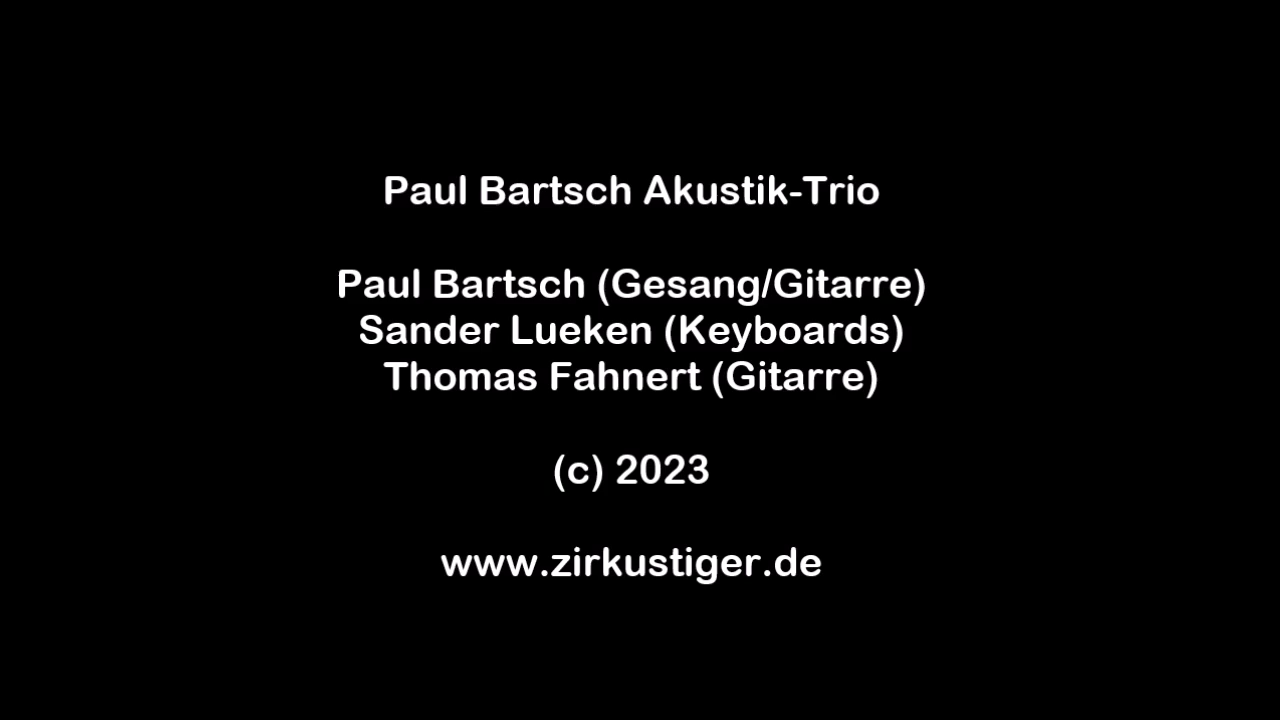 Paul Bartsch Akustik-Trio
Paul Bartsch (Gesang/Gitarre)
Sander Lueken (Keyboards)
Thomas Fahnert (Gitarre)
(c) 2023
www.zirkustiger.de